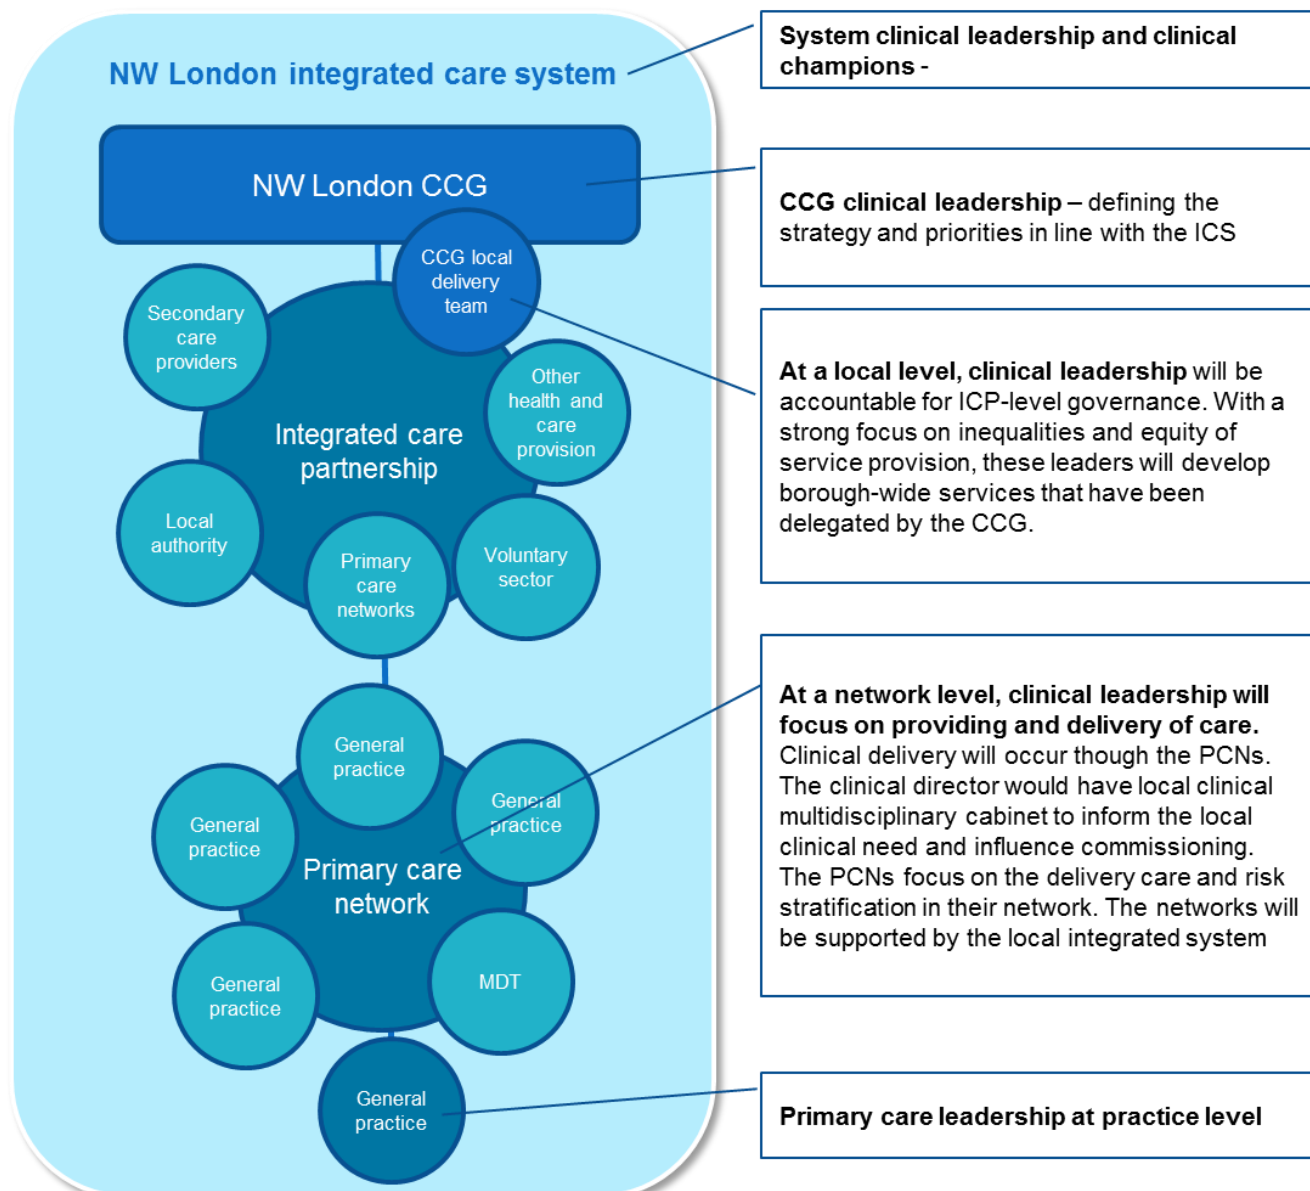 NW London integrated care system
NW London CCG
CCG local
delivery
team
Secondary
care
providers
Other
health and
care
provision
Integrated care
partnership
Local
authority
Primary
care
networks
Voluntary
sector
General
practice
General
practice
General
practice
Primary care
network
General
practice
MDT
General
practice
System clinical leadership and clinical
champions -
CCG clinical leadership – defining the
strategy and priorities in line with the ICS
At a local level, clinical leadership will be
accountable for ICP-level governance. With a
strong focus on inequalities and equity of
service provision, these leaders will develop
borough-wide services that have been
delegated by the CCG.
At a network level, clinical leadership will
focus on providing and delivery of care.
Clinical delivery will occur though the PCNs.
The clinical director would have local clinical
multidisciplinary cabinet to inform the local
clinical need and influence commissioning.
The PCNs focus on the delivery care and risk
stratification in their network. The networks will
be supported by the local integrated system
Primary care leadership at practice level